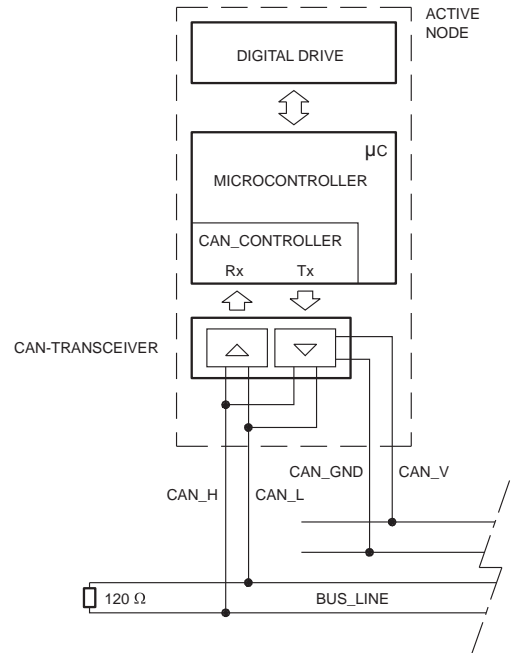 ACTIVE
NODE
DIGITAL DRIVE
μC
MICROCONTROLLER
CAN_CONTROLLER
Rx Tx
CAN-TRANSCEIVER
CAN_GND CAN_V
CAN_H CAN_L
120 Ω BUS_LINE